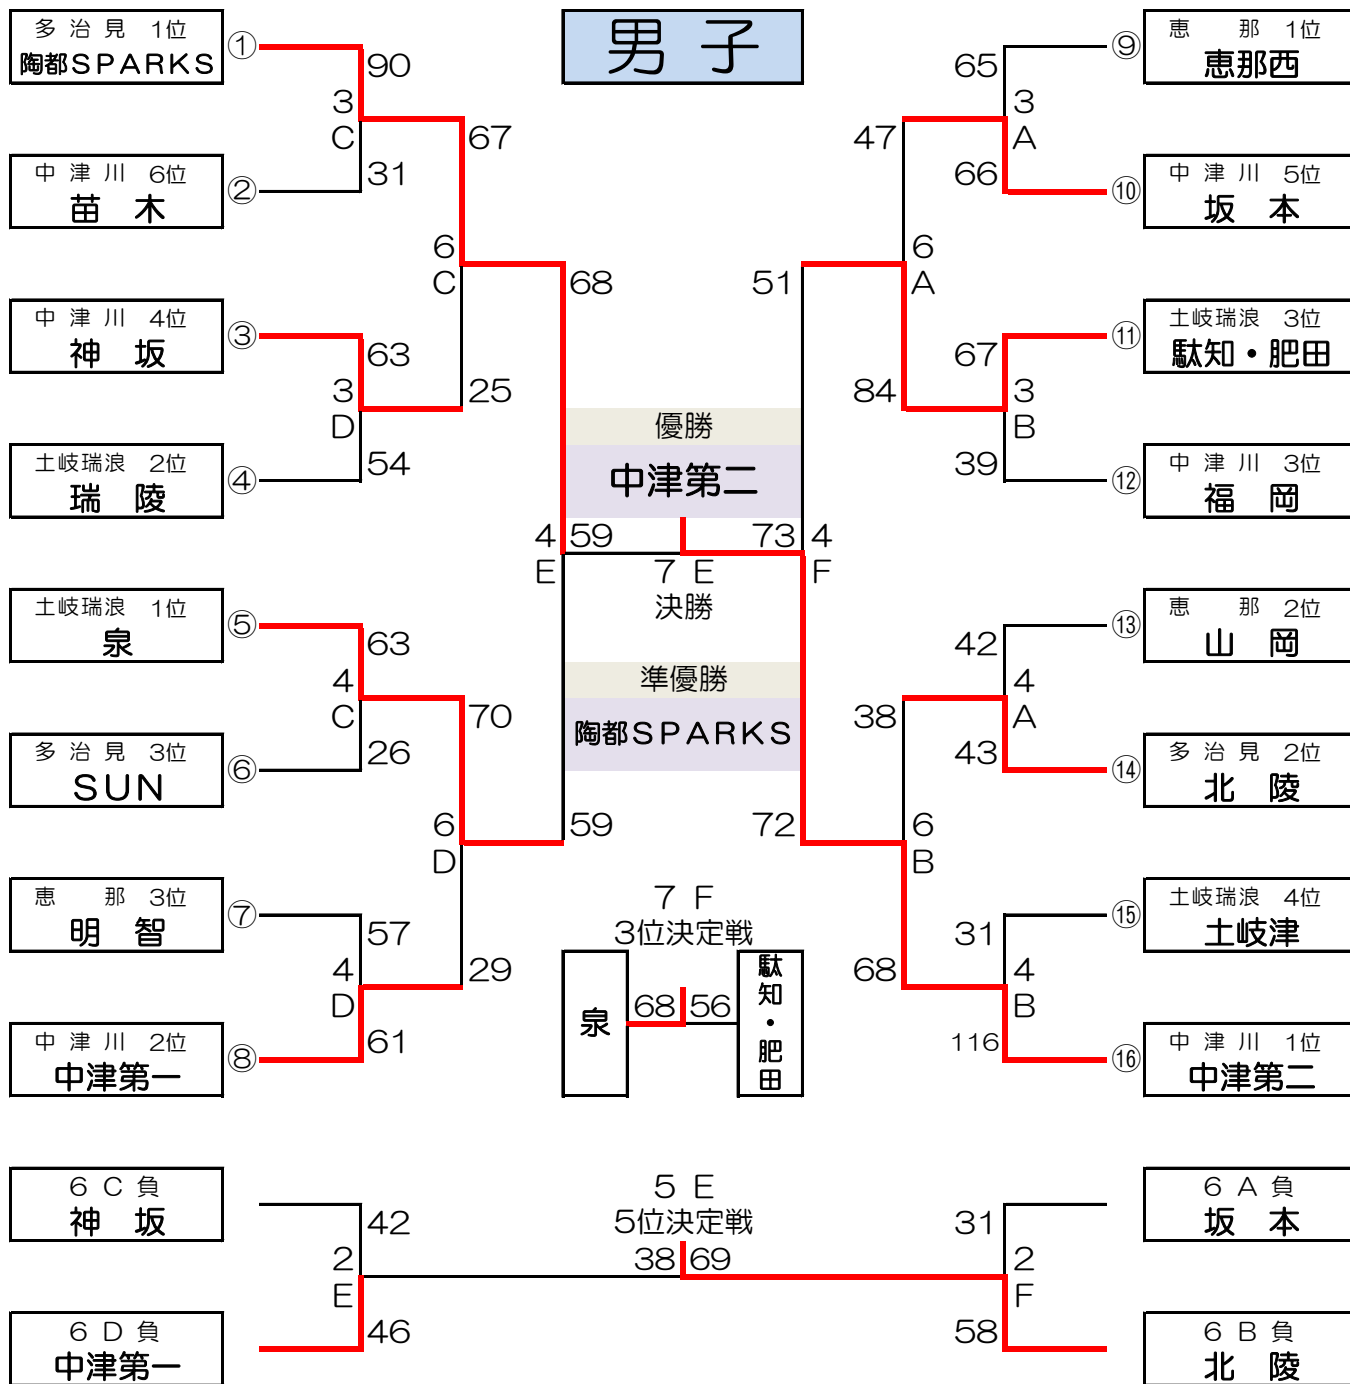 男 子
多 治 見 1位
陶都SPARKS
①
90
3
C
31
中 津 川 6位
苗 木
②
67
6
C
25
中 津 川 4位
神 坂
③
63
3
D
54
土岐瑞浪 2位
瑞 陵
④
68
4
E
59
土岐瑞浪 1位
泉
⑤
63
4
C
26
多 治 見 3位
SUN
⑥
70
6
D
29
恵 那 3位
明 智
⑦
57
4
D
61
中 津 川 2位
中津第一
⑧
優勝
中津第二
59
73
7 E
決勝
準優勝
陶都SPARKS
7 F
3位決定戦
泉
68
56
駄知・肥田
恵 那 1位
恵那西
⑨
65
3
A
66
中 津 川 5位
坂 本
⑩
47
6
A
84
土岐瑞浪 3位
駄知・肥田
⑪
67
3
B
39
中 津 川 3位
福 岡
⑫
51
4
F
72
恵 那 2位
山 岡
⑬
42
4
A
43
多 治 見 2位
北 陵
⑭
38
6
B
68
土岐瑞浪 4位
土岐津
⑮
31
4
B
116
中 津 川 1位
中津第二
⑯
6 C 負
神 坂
42
2
E
46
6 D 負
中津第一
5 E
5位決定戦
38
69
6 A 負
坂 本
31
2
F
58
6 B 負
北 陵